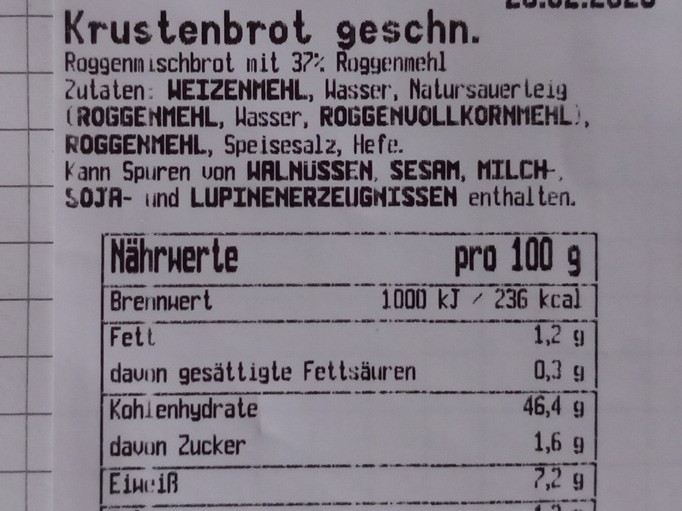 Krustenbrot geschn.
Roggenmischbrot mit 37% Roggenmehl
Zutaten: WEIZENMEHL, Wasser, Natursauerteig
(ROGGENMEHL, Wasser, ROGGENVOLLKORNMEHL),
ROGGENMEHL, Speisesalz, Hefe.
Kann Spuren von WALNÜSSEN, SESAM, MILCH-,
SOJA- und LUPINENERZEUGNISSEN enthalten.
Nährwerte pro 100 g
Brennwert 1000 kJ / 236 kcal
Fett 1,2 g
davon gesättigte Fettsäuren 0,3 g
Kohlenhydrate 46,4 g
davon Zucker 1,6 g
Eiweiß 7,2 g